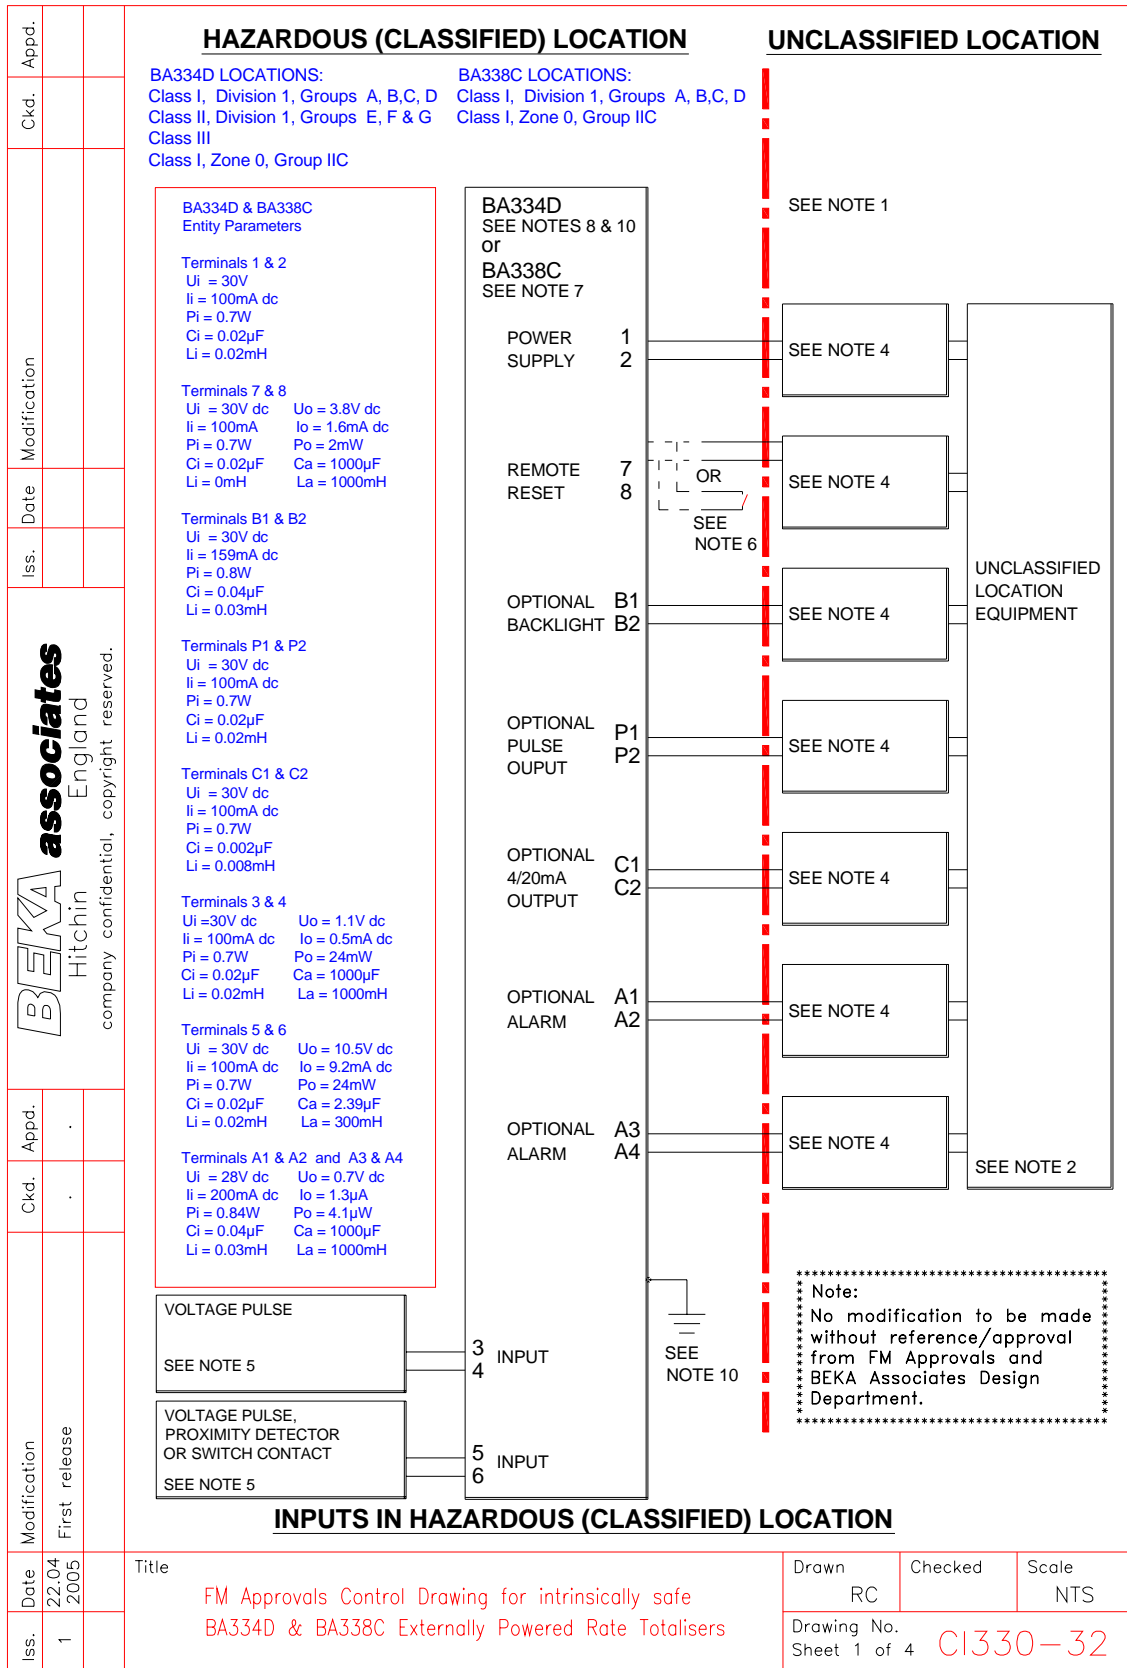 HAZARDOUS (CLASSIFIED) LOCATION
UNCLASSIFIED LOCATION
BA334D LOCATIONS:
Class I, Division 1, Groups A, B,C, D
Class II, Division 1, Groups E, F & G
Class III
Class I, Zone 0, Group IIC
BA338C LOCATIONS:
Class I, Division 1, Groups A, B,C, D
Class I, Zone 0, Group IIC
BA334D & BA338C
Entity Parameters
Terminals 1 & 2
Ui = 30V
Ii = 100mA dc
Pi = 0.7W
Ci = 0.02µF
Li = 0.02mH
Terminals 7 & 8
Ui = 30V dc Uo = 3.8V dc
Ii = 100mA Io = 1.6mA dc
Pi = 0.7W Po = 2mW
Ci = 0.02µF Ca = 1000µF
Li = 0mH La = 1000mH
Terminals B1 & B2
Ui = 30V dc
Ii = 159mA dc
Pi = 0.8W
Ci = 0.04µF
Li = 0.03mH
Terminals P1 & P2
Ui = 30V dc
Ii = 100mA dc
Pi = 0.7W
Ci = 0.02µF
Li = 0.02mH
Terminals C1 & C2
Ui = 30V dc
Ii = 100mA dc
Pi = 0.7W
Ci = 0.002µF
Li = 0.008mH
Terminals 3 & 4
Ui =30V dc Uo = 1.1V dc
Ii = 100mA dc Io = 0.5mA dc
Pi = 0.7W Po = 24mW
Ci = 0.02µF Ca = 1000µF
Li = 0.02mH La = 1000mH
Terminals 5 & 6
Ui = 30V dc Uo = 10.5V dc
Ii = 100mA dc Io = 9.2mA dc
Pi = 0.7W Po = 24mW
Ci = 0.02µF Ca = 2.39µF
Li = 0.02mH La = 300mH
Terminals A1 & A2 and A3 & A4
Ui = 28V dc Uo = 0.7V dc
Ii = 200mA dc Io = 1.3µA
Pi = 0.84W Po = 4.1µW
Ci = 0.04µF Ca = 1000µF
Li = 0.03mH La = 1000mH
BA334D
SEE NOTES 8 & 10
or
BA338C
SEE NOTE 7
POWER 1
SUPPLY 2
REMOTE 7
RESET 8
OR
SEE
NOTE 6
OPTIONAL B1
BACKLIGHT B2
OPTIONAL
PULSE
OUPUT
P1
P2
OPTIONAL
4/20mA
OUTPUT
C1
C2
OPTIONAL A1
ALARM A2
OPTIONAL A3
ALARM A4
SEE NOTE 1
SEE NOTE 4
SEE NOTE 4
SEE NOTE 4
SEE NOTE 4
SEE NOTE 4
SEE NOTE 4
SEE NOTE 4
UNCLASSIFIED
LOCATION
EQUIPMENT
SEE NOTE 2
SEE
NOTE 10
VOLTAGE PULSE
SEE NOTE 5
3
4
INPUT
VOLTAGE PULSE,
PROXIMITY DETECTOR
OR SWITCH CONTACT
SEE NOTE 5
5
6
INPUT
Note:
No modification to be made
without reference/approval
from FM Approvals and
BEKA Associates Design
Department.
INPUTS IN HAZARDOUS (CLASSIFIED) LOCATION
Title
FM Approvals Control Drawing for intrinsically safe
BA334D & BA338C Externally Powered Rate Totalisers
Drawn
RC
Checked
Scale
NTS
Drawing No.
Sheet 1 of 4
CI330-32
Iss. Date Modification Ckd. Appd.
1 22.04 2005 First release . .
BEKA associates
Hitchin England
company confidential, copyright reserved.
Iss. Date Modification Ckd. Appd.